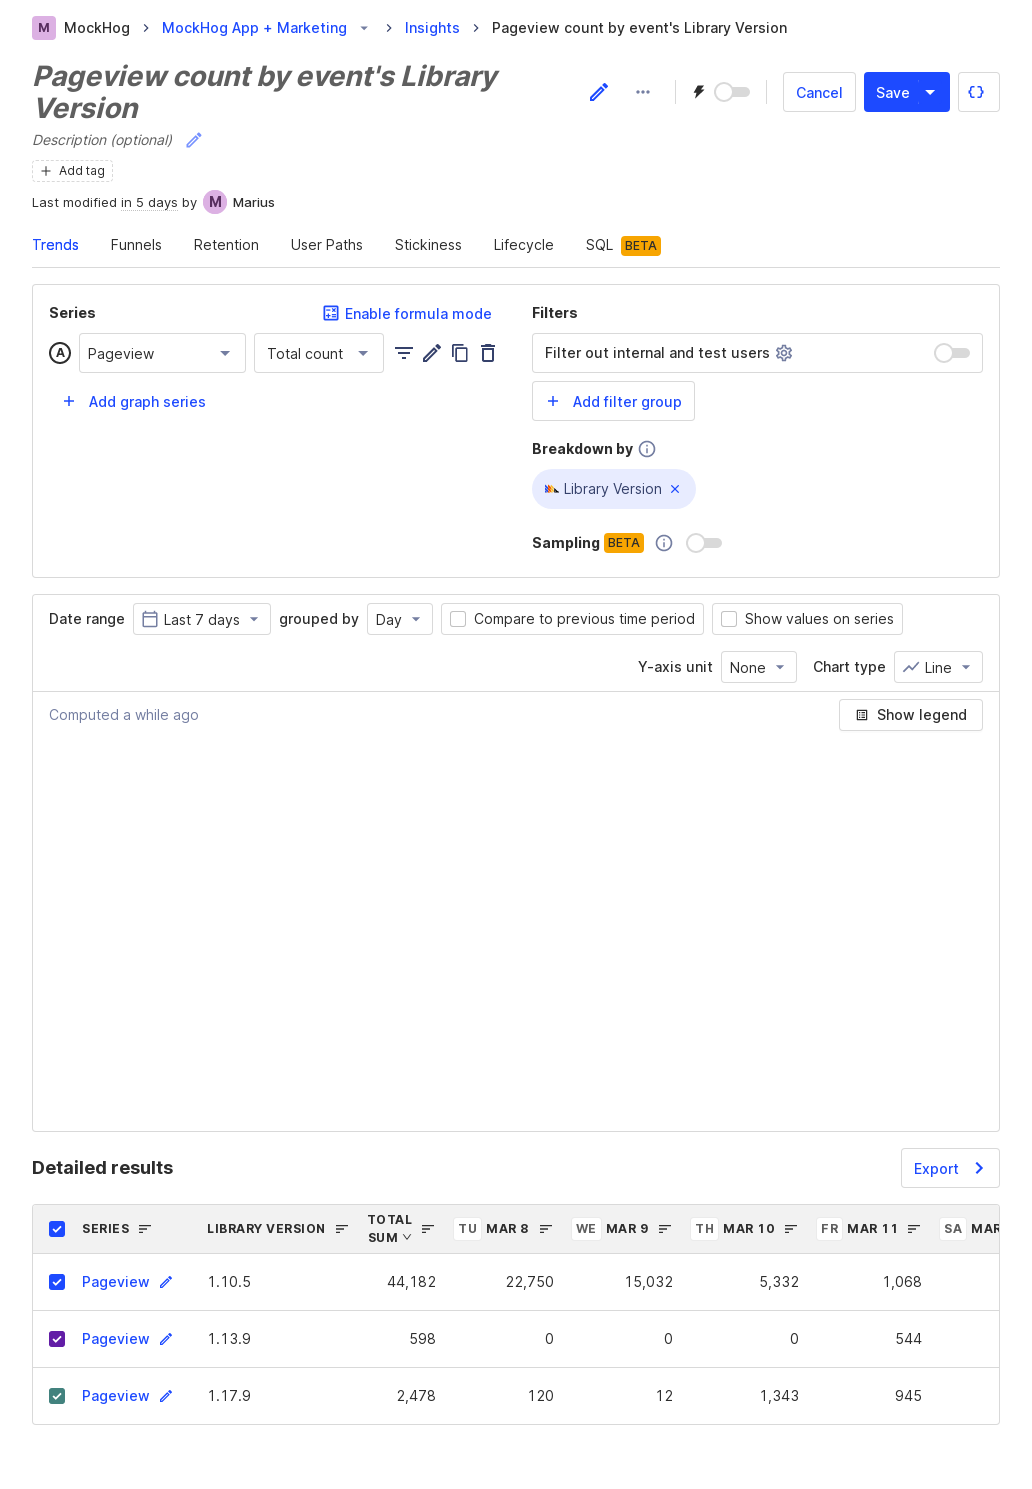 M MockHog MockHog App + Marketing Insights Pageview count by event's Library Version
Pageview count by event's Library
Version
Cancel Save
Description (optional)
Add tag
Last modified in 5 days by M Marius
Trends Funnels Retention User Paths Stickiness Lifecycle SQL BETA
Series Enable formula mode
A Pageview Total count
Add graph series
Filters
Filter out internal and test users
Add filter group
Breakdown by
Library Version
Sampling BETA
Date range Last 7 days grouped by Day Compare to previous time period Show values on series
Y-axis unit None Chart type Line
Computed a while ago Show legend
Detailed results Export
SERIES LIBRARY VERSION TOTAL SUM TU MAR 8 WE MAR 9 TH MAR 10 FR MAR 11 SA MAR
Pageview 1.10.5 44,182 22,750 15,032 5,332 1,068
Pageview 1.13.9 598 0 0 0 544
Pageview 1.17.9 2,478 120 12 1,343 945